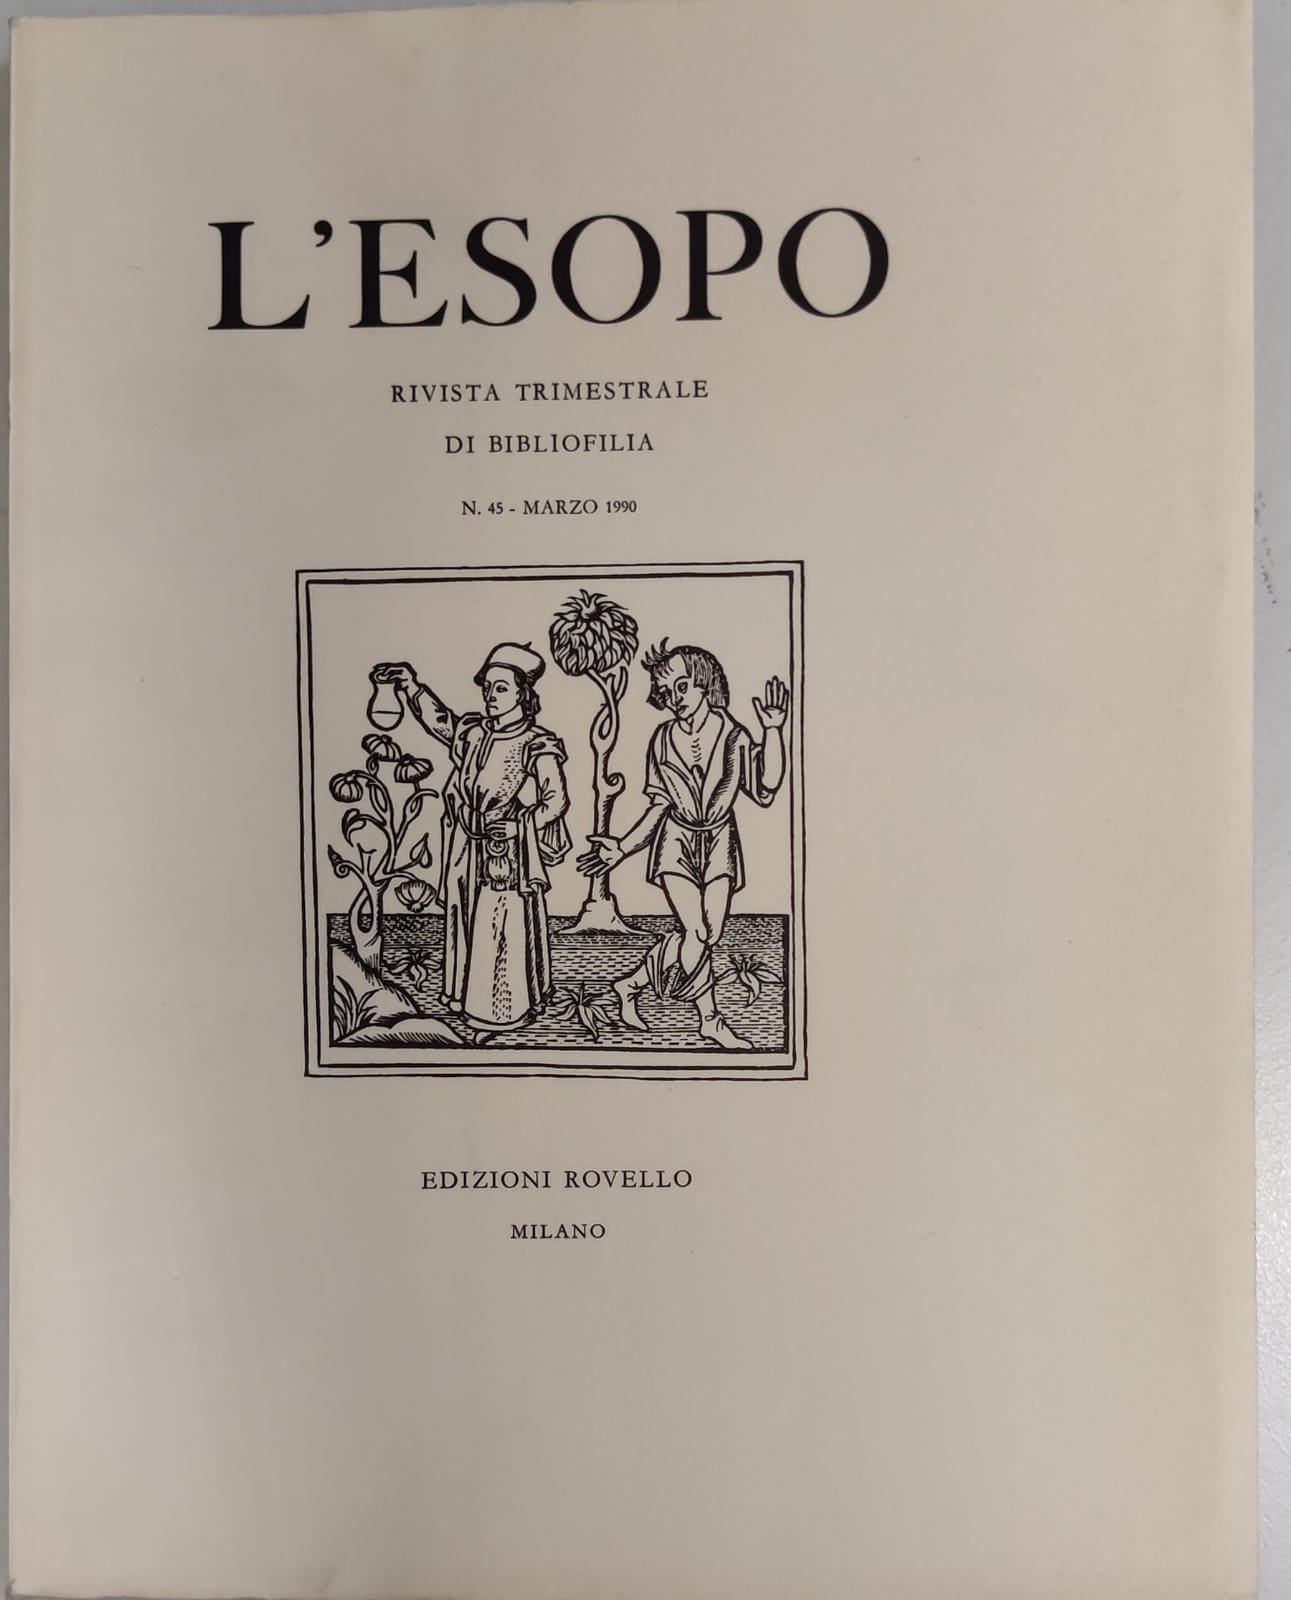 L'ESOPO
RIVISTA TRIMESTRALE
DI BIBLIOFILIA
N. 45 - MARZO 1990
EDIZIONI ROVELLO
MILANO